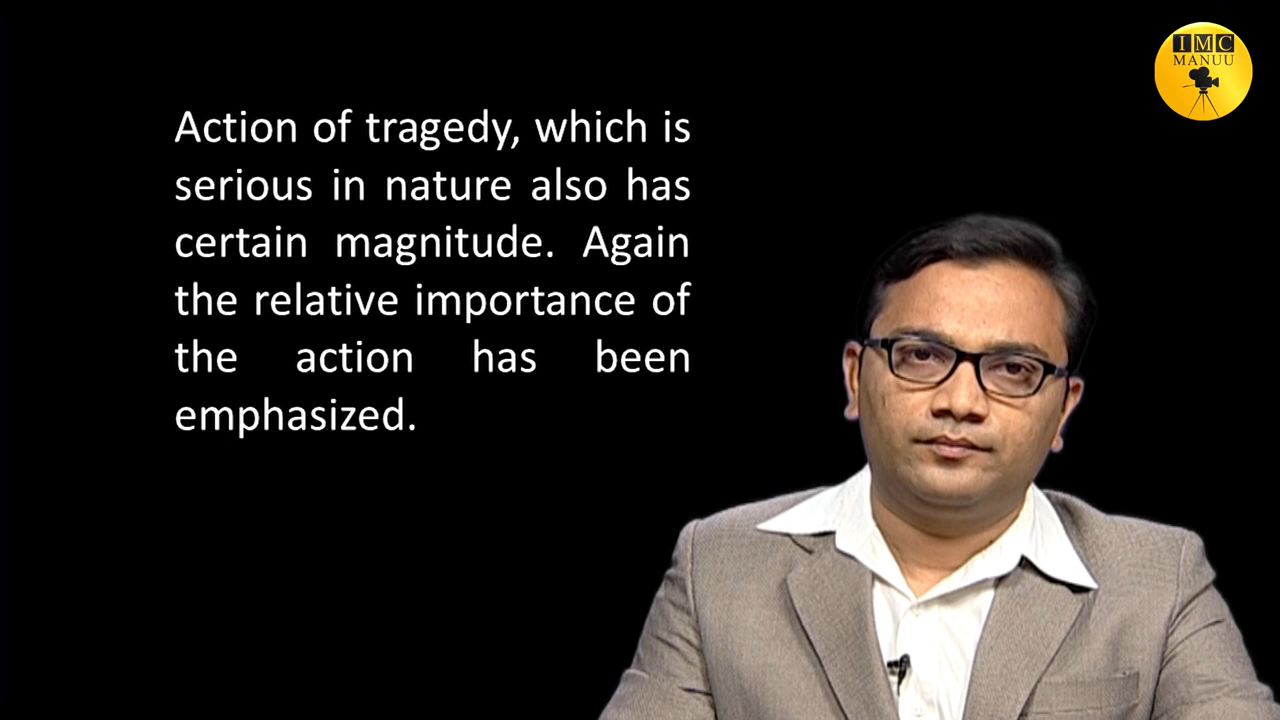 IMC
MANUU
Action of tragedy, which is
serious in nature also has
certain magnitude. Again
the relative importance of
the action has been
emphasized.